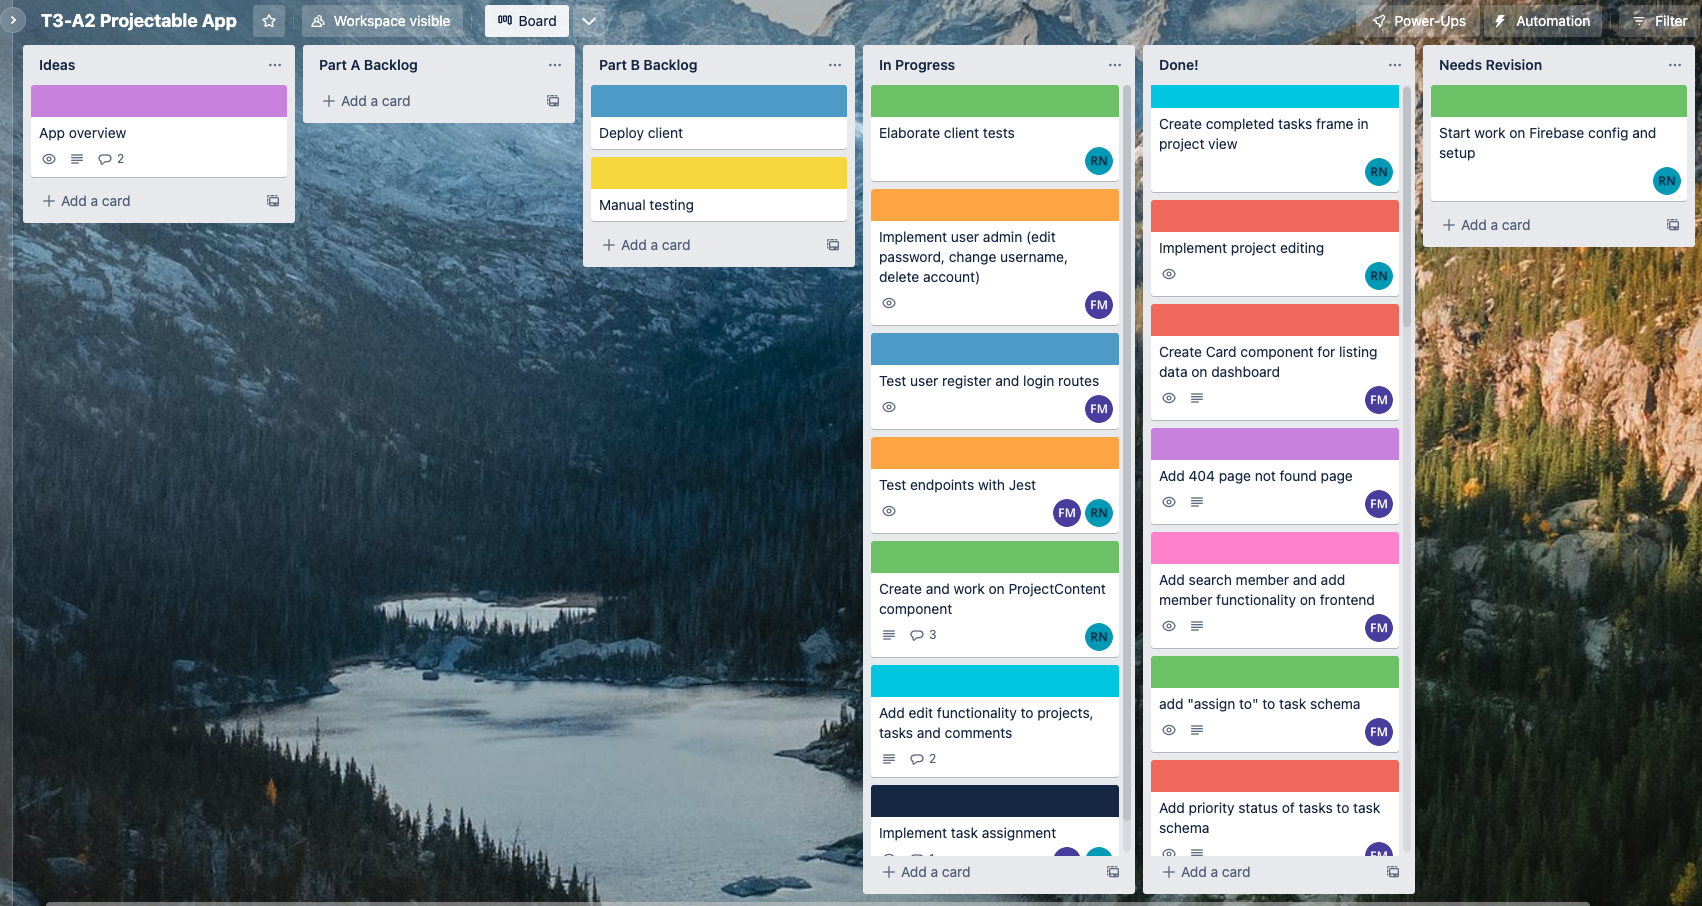 T3-A2 Projectable App
Workspace visible
Board
Power-Ups
Automation
Filter
Ideas
App overview
2
Add a card
Part A Backlog
Add a card
Part B Backlog
Deploy client
Manual testing
Add a card
In Progress
Elaborate client tests
RN
Implement user admin (edit
password, change username,
delete account)
FM
Test user register and login routes
FM
Test endpoints with Jest
FM RN
Create and work on ProjectContent
component
3
RN
Add edit functionality to projects,
tasks and comments
2
Implement task assignment
Add a card
Done!
Create completed tasks frame in
project view
RN
Implement project editing
RN
Create Card component for listing
data on dashboard
FM
Add 404 page not found page
FM
Add search member and add
member functionality on frontend
FM
add "assign to" to task schema
FM
Add priority status of tasks to task
schema
FM
Add a card
Needs Revision
Start work on Firebase config and
setup
RN
Add a card